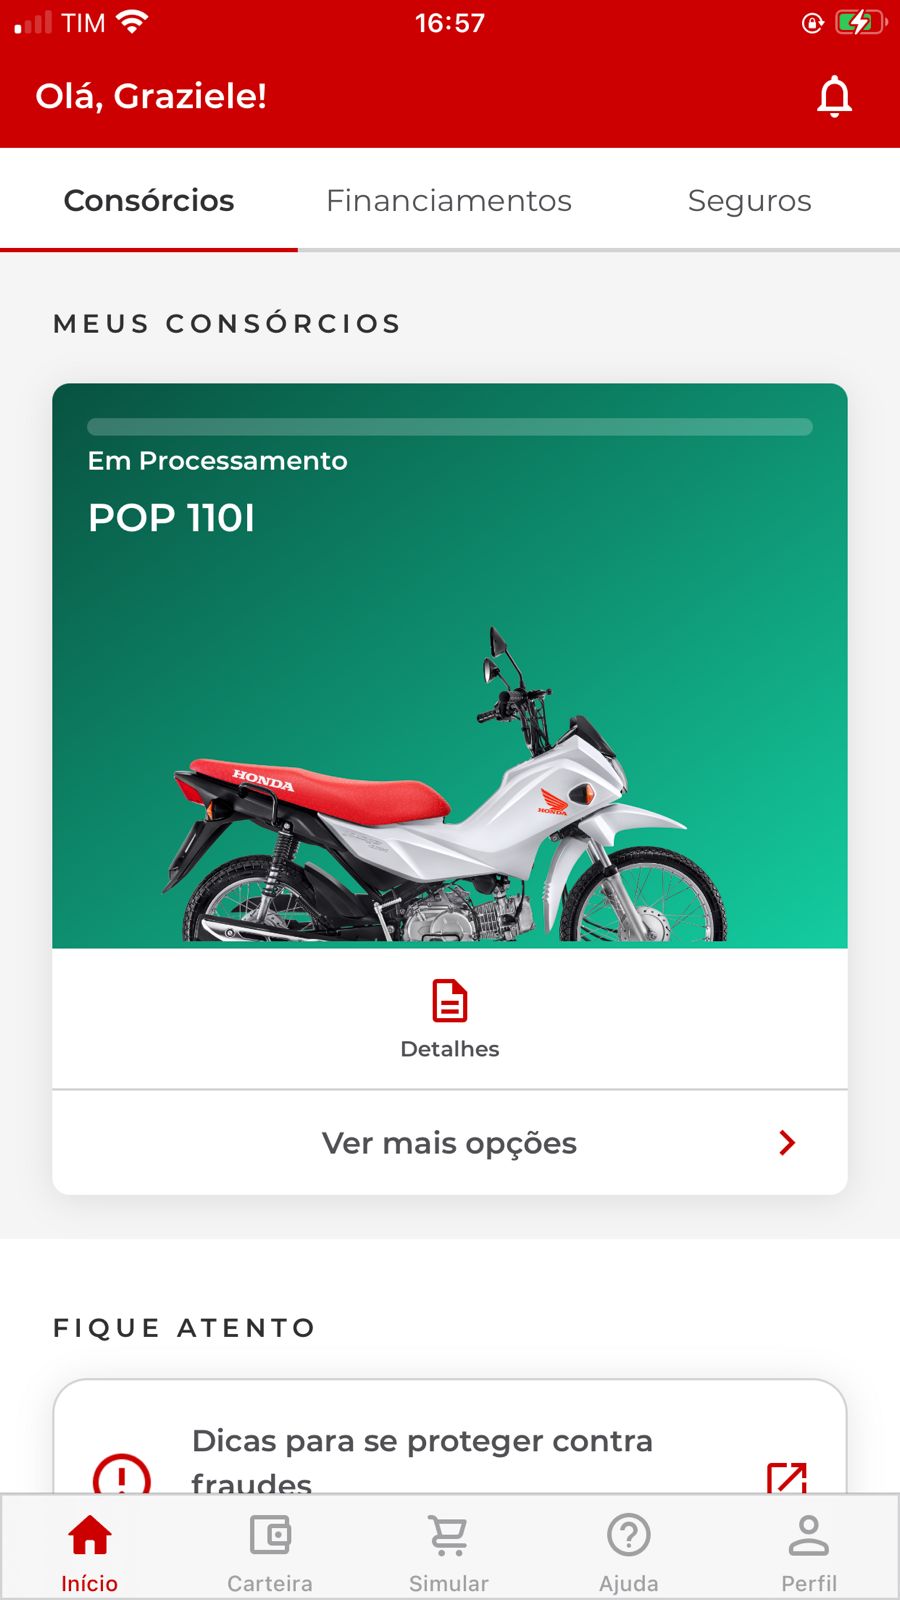 TIM
16:57
Olá, Graziele!
Consórcios
Financiamentos
Seguros
MEUS CONSÓRCIOS
Em Processamento
POP 110I
HONDA
HONDA
Detalhes
Ver mais opções
FIQUE ATENTO
Dicas para se proteger contra
fraudes
Início
Carteira
Simular
Ajuda
Perfil